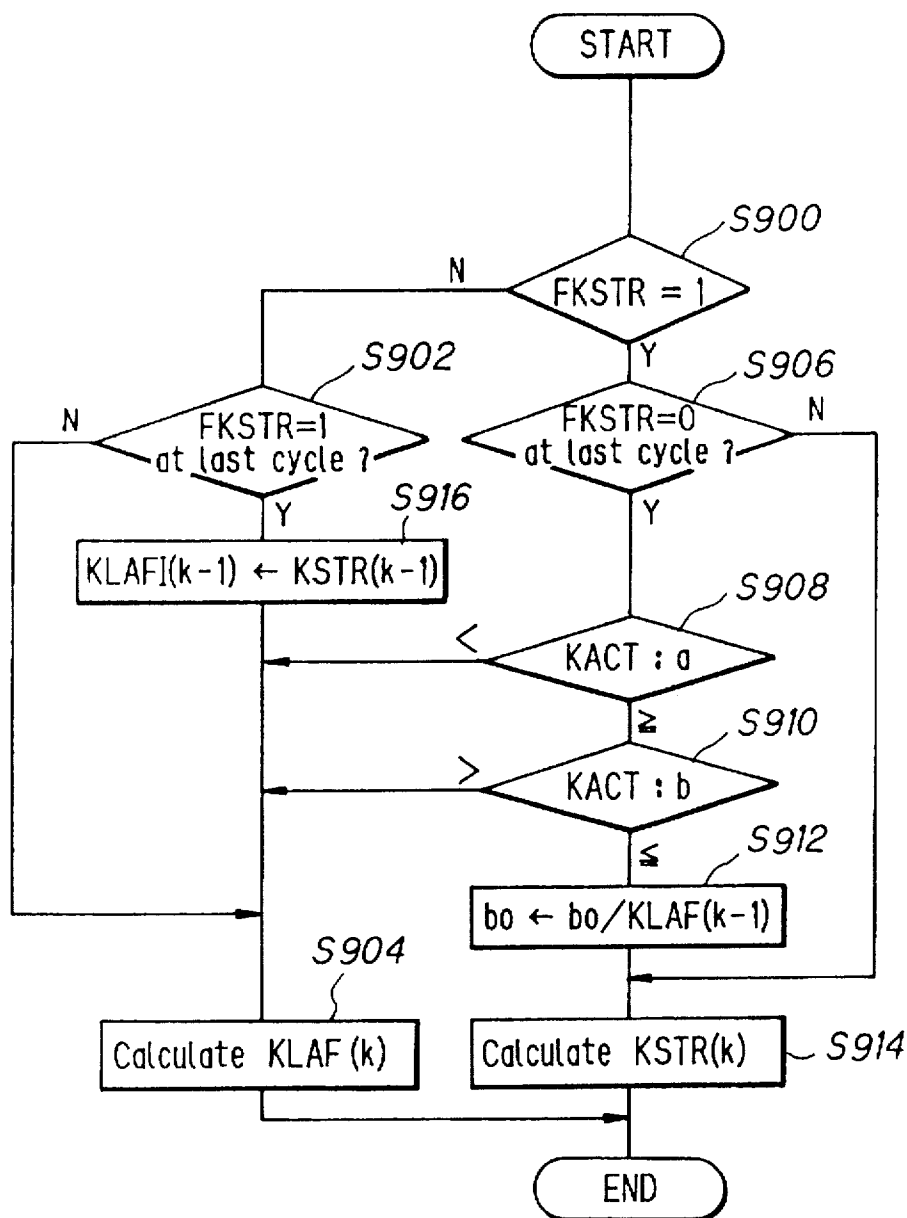 START
S900
N
FKSTR = 1
Y
S902
S906
N
FKSTR=1
at last cycle ?
FKSTR=0
at last cycle ?
N
Y
Y
S916
KLAFI(k-1) ← KSTR(k-1)
S908
<
KACT : a
≧
S910
>
KACT : b
≦
S912
bo ← bo/KLAF(k-1)
S904
Calculate KLAF(k)
Calculate KSTR(k)
S914
END